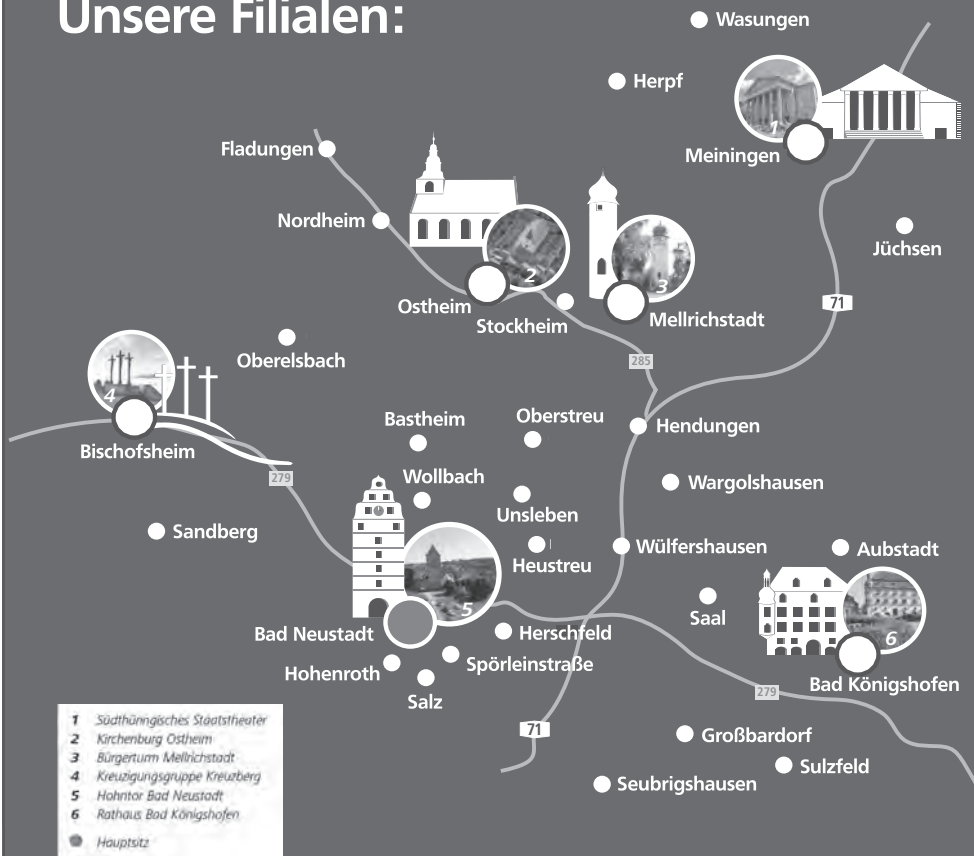 Unsere Filialen:
Wasungen
Herpf
1
Meiningen
Fladungen
Nordheim
Jüchsen
2
3
Ostheim
71
Stockheim
Mellrichstadt
Oberelsbach
285
4
Bastheim
Oberstreu
Hendungen
Bischofsheim
279
Wollbach
Wargolshausen
Unsleben
Sandberg
Wülfershausen
Aubstadt
Heustreu
5
Saal
Bad Neustadt
Herschfeld
6
Hohenroth
Spörleinstraße
Bad Königshofen
Salz
279
71
Großbardorf
Sulzfeld
Seubrigshausen
1 Südthüringisches Staatstheater
2 Kirchenburg Ostheim
3 Bürgerturm Mellrichstadt
4 Kreuzigungsgruppe Kreuzberg
5 Hohntor Bad Neustadt
6 Rathaus Bad Königshofen
Hauptsitz